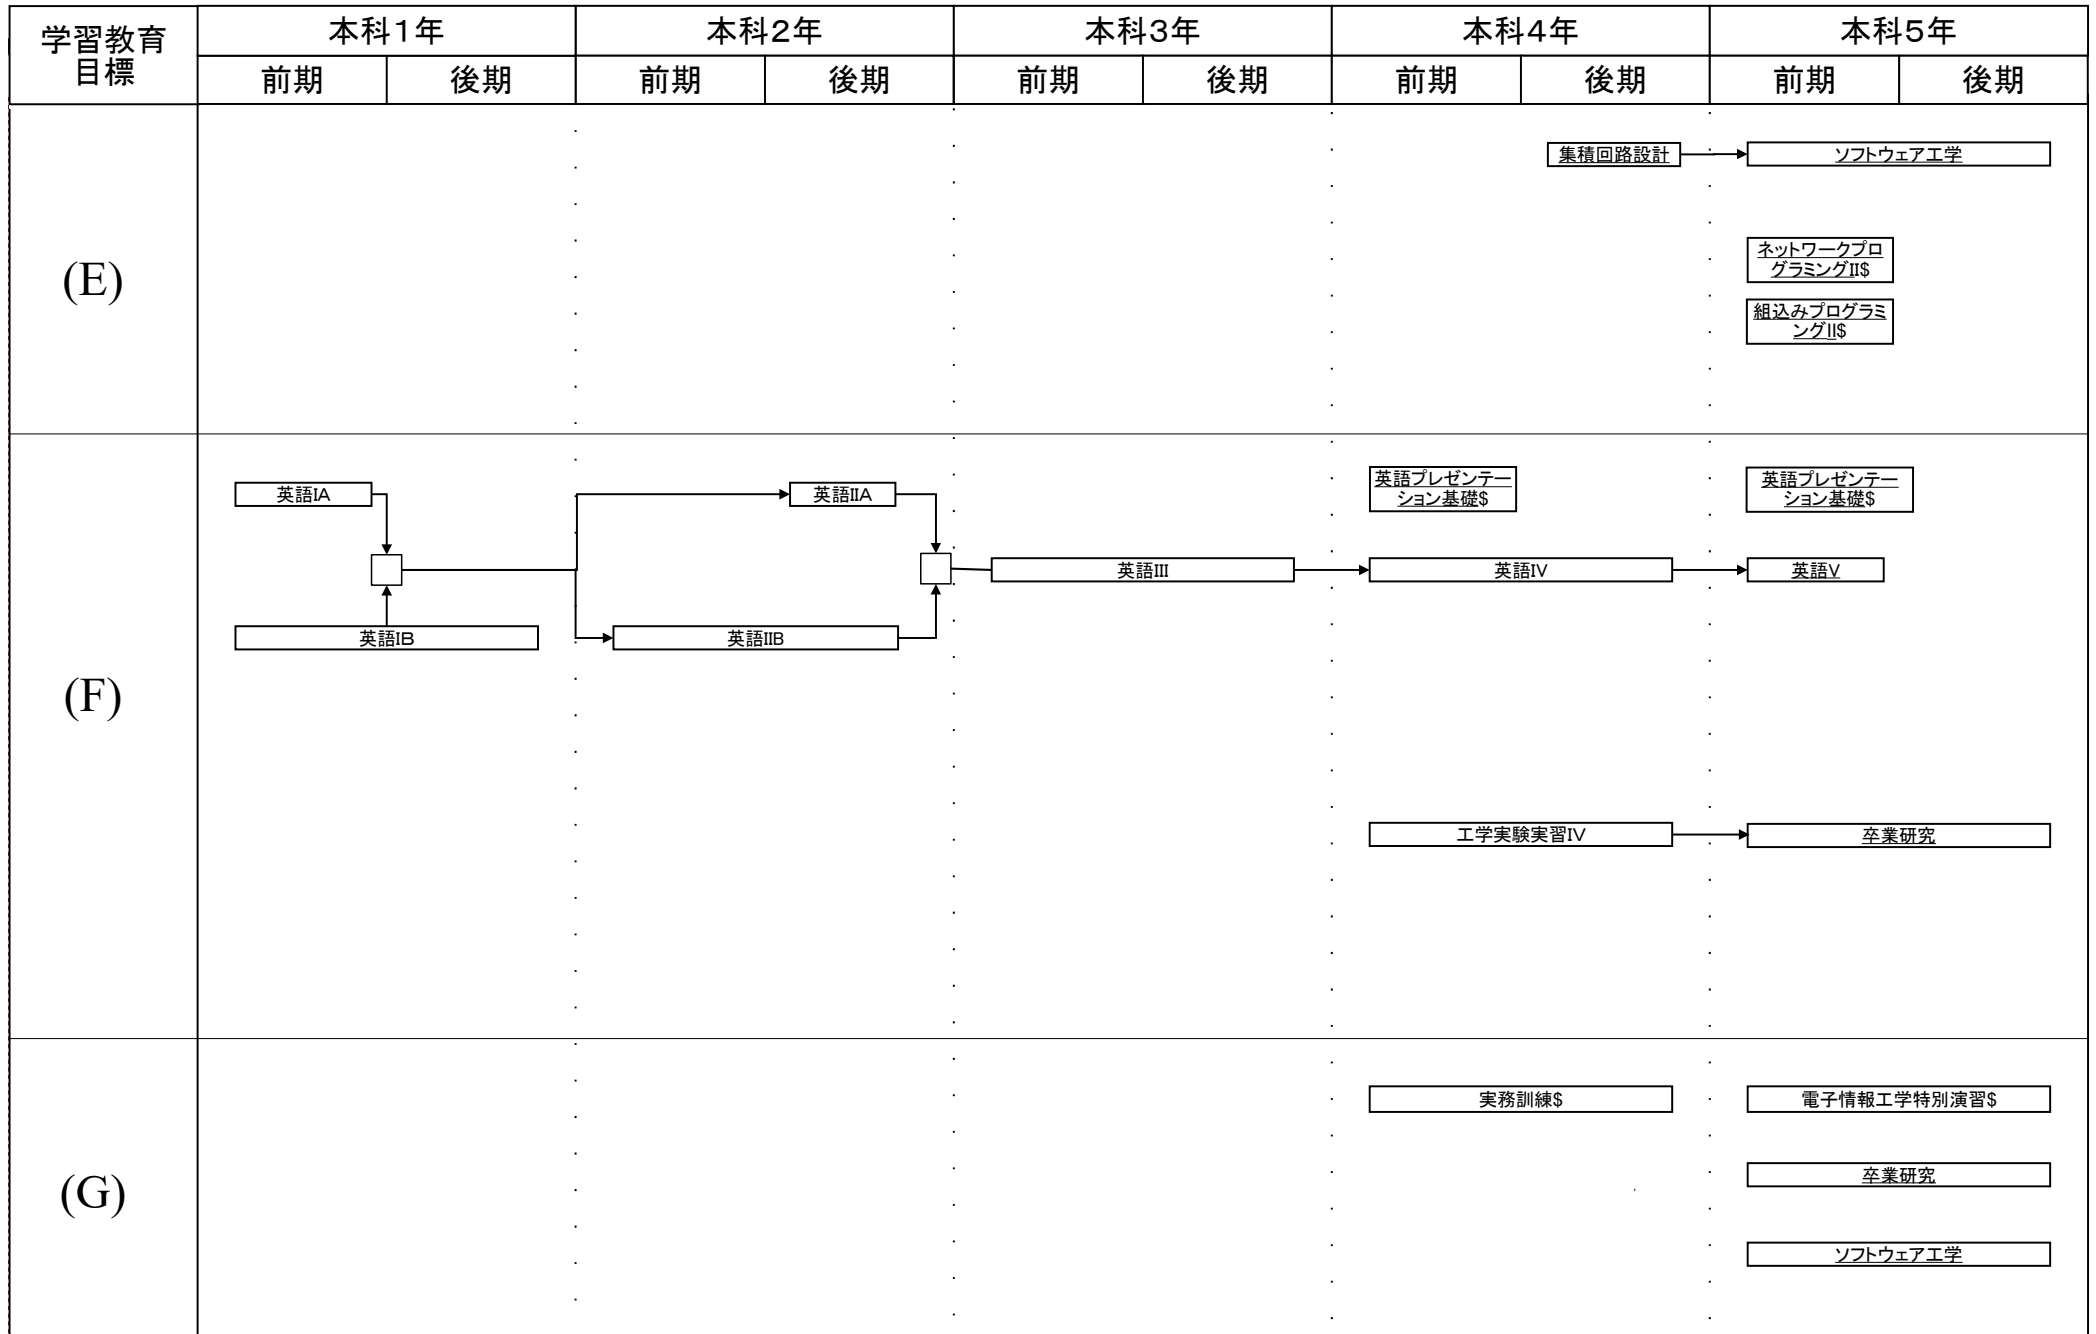 学習教育
目標
本科1年
本科2年
本科3年
本科4年
本科5年
前期
後期
前期
後期
前期
後期
前期
後期
前期
後期
(E)
集積回路設計
ソフトウェア工学
ネットワークプロ
グラミングII$
組込みプログラミ
ングII$
(F)
英語IA
英語IIA
英語プレゼンテー
ション基礎$
英語プレゼンテー
ション基礎$
英語III
英語IV
英語V
英語IB
英語IIB
工学実験実習IV
卒業研究
(G)
実務訓練$
電子情報工学特別演習$
卒業研究
ソフトウェア工学